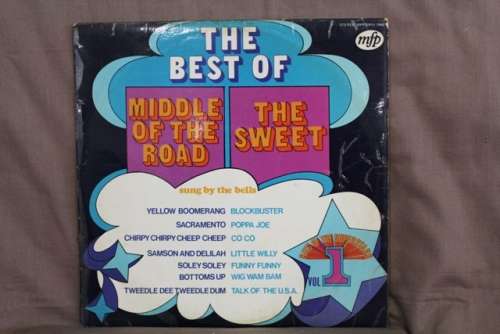 THE
BEST OF
mfp
MIDDLE
OF THE
ROAD
THE
SWEET
sung by the bells
YELLOW BOOMERANG BLOCKBUSTER
SACRAMENTO POPPA JOE
CHIRPY CHIRPY CHEEP CHEEP CO CO
SAMSON AND DELILAH LITTLE WILLY
SOLEY SOLEY FUNNY FUNNY
BOTTOMS UP WIG WAM BAM
TWEEDLE DEE TWEEDLE DUM TALK OF THE U.S.A.
VOL 1